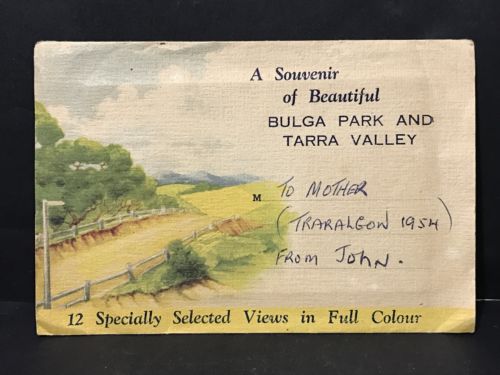 A Souvenir
of Beautiful
BULGA PARK AND
TARRA VALLEY
M TO MOTHER
(TRARALGON 1954)
FROM JOHN.
12 Specially Selected Views in Full Colour